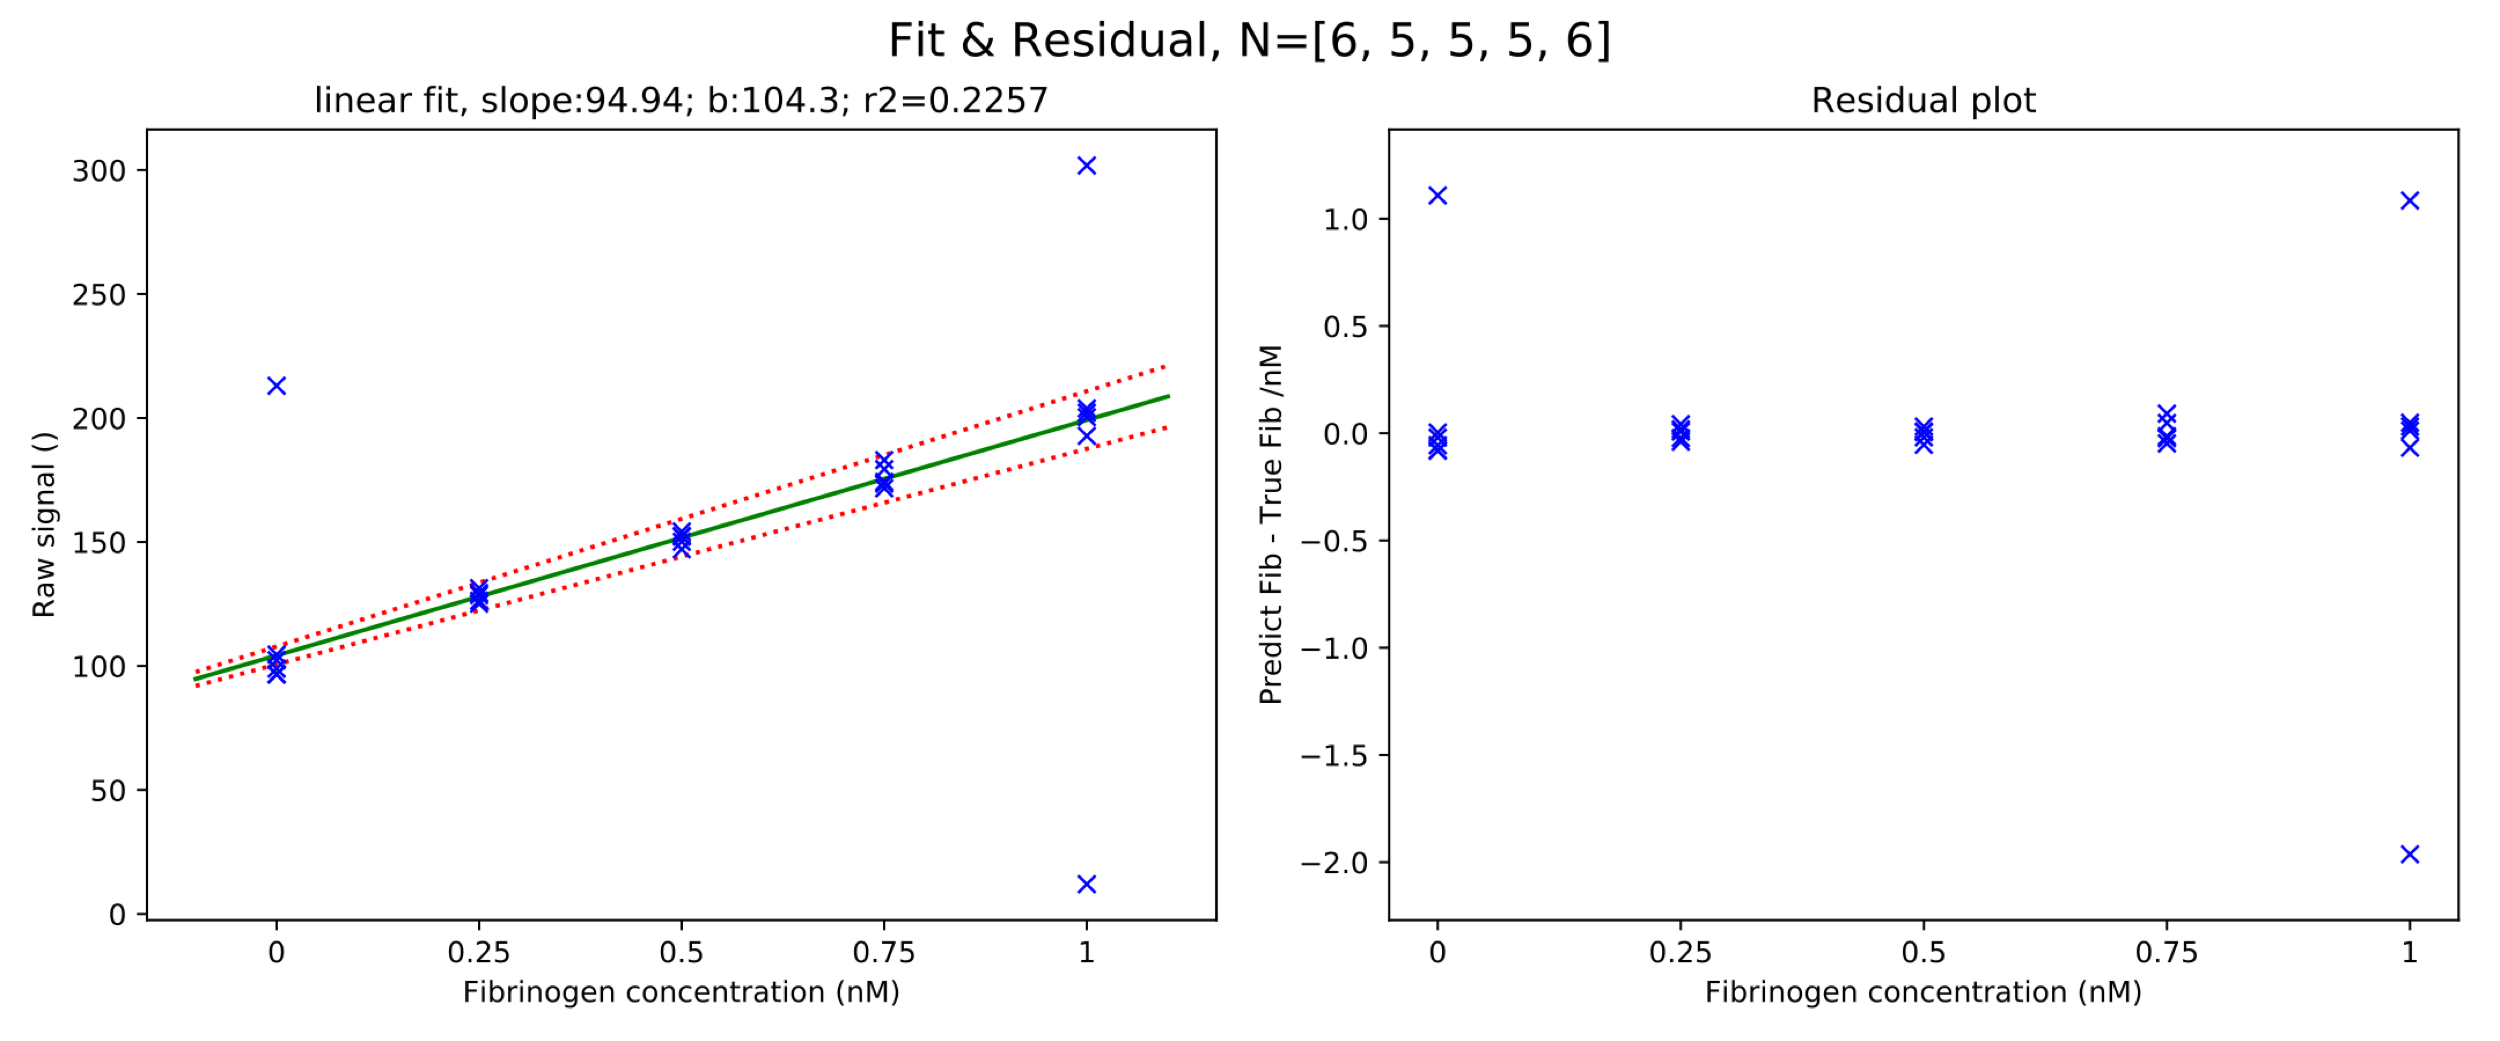 Fit & Residual, N=[6, 5, 5, 5, 6]
linear fit, slope:94.94; b:104.3; r2=0.2257
300
250
200
150
100
50
0
Raw signal ()
0 0.25 0.5 0.75 1
Fibrinogen concentration (nM)
Residual plot
1.0
0.5
0.0
−0.5
−1.0
−1.5
−2.0
Predict Fib - True Fib /nM
0 0.25 0.5 0.75 1
Fibrinogen concentration (nM)